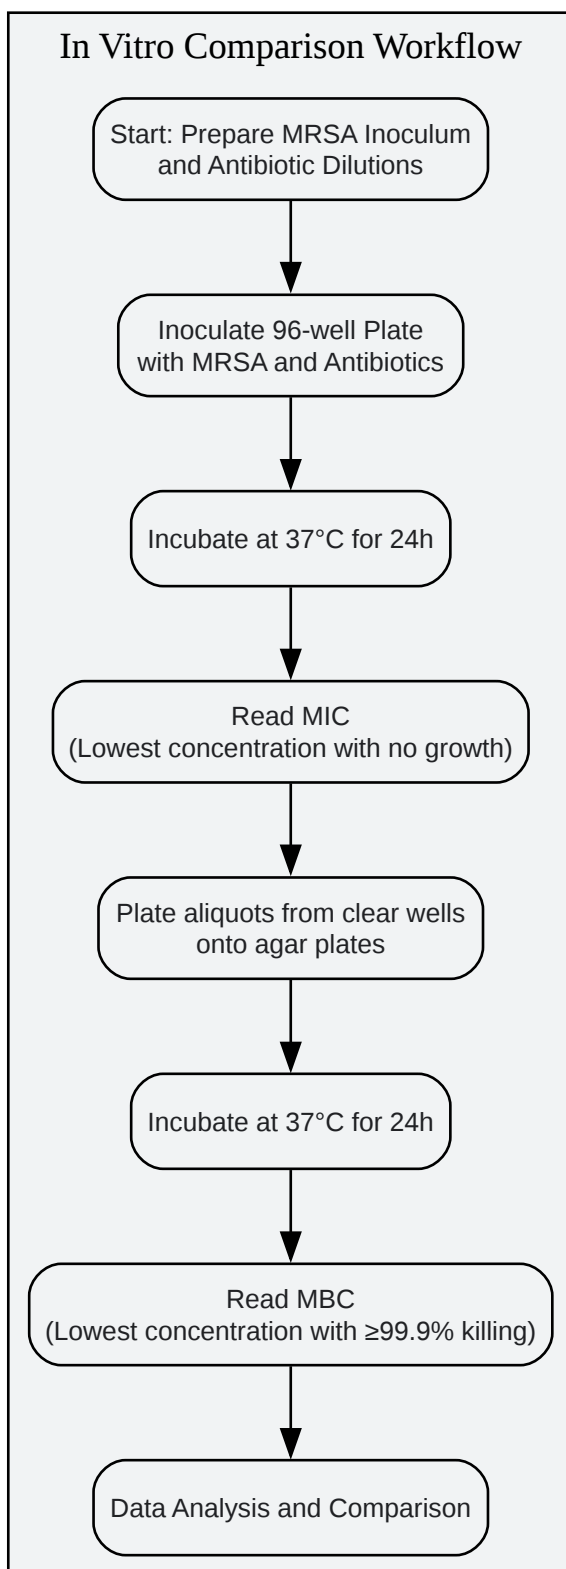 In Vitro Comparison Workflow
Start: Prepare MRSA Inoculum
and Antibiotic Dilutions
Inoculate 96-well Plate
with MRSA and Antibiotics
Incubate at 37°C for 24h
Read MIC
(Lowest concentration with no growth)
Plate aliquots from clear wells
onto agar plates
Incubate at 37°C for 24h
Read MBC
(Lowest concentration with ≥99.9% killing)
Data Analysis and Comparison